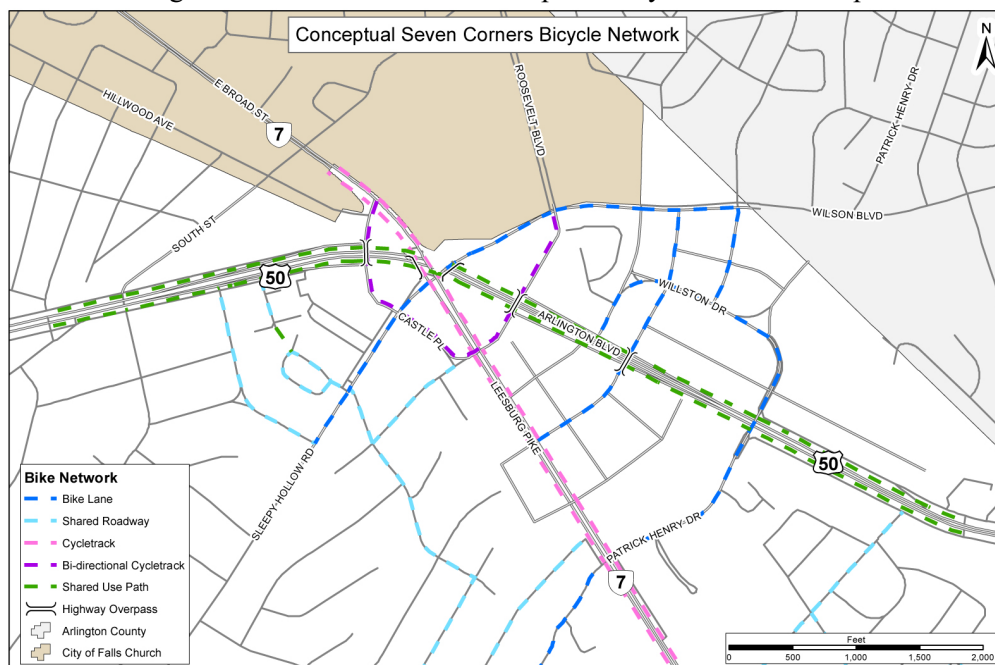 Conceptual Seven Corners Bicycle Network
N
E BROAD ST
HILLWOOD AVE
7
ROOSEVELT-BLVD
PATRICK-HENRY-DR
SOUTH ST
WILSON BLVD
50
WILLSTON-DR
CASTLE PL
ARLINGTON BLVD
LEESBURG PIKE
SLEEPY-HOLLOW RD
50
PATRICK HENRY-DR
7
Bike Network
Bike Lane
Shared Roadway
Cycletrack
Bi-directional Cycletrack
Shared Use Path
Highway Overpass
Arlington County
City of Falls Church
Feet
0 500 1,000 1,500 2,000